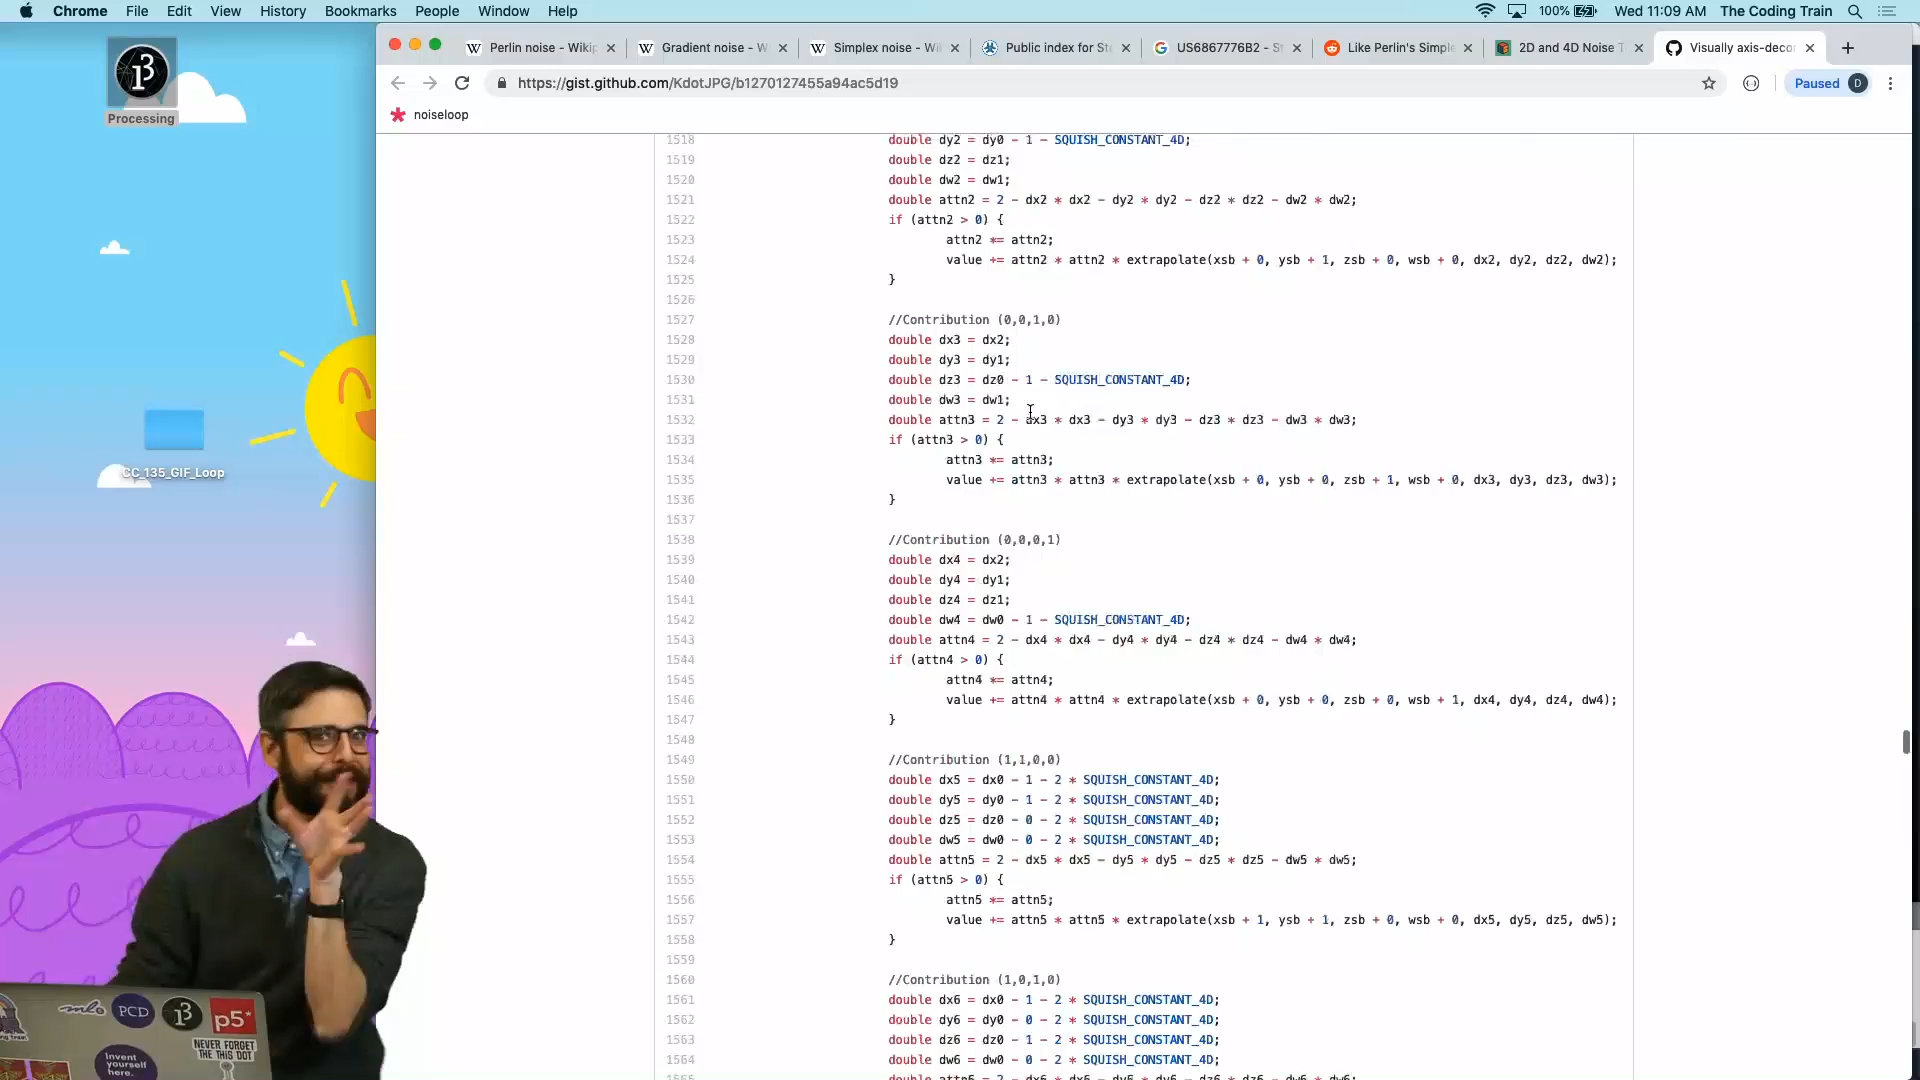 Chrome File Edit View History Bookmarks People Window Help 100% Wed 11:09 AM The Coding Train
Perlin noise - Wikip Gradient noise - W Simplex noise - Wi Public index for St US6867776B2 - S Like Perlin's Simple 2D and 4D Noise T Visually axis-deco
https://gist.github.com/KdotJPG/b1270127455a94ac5d19 Paused D
noiseloop
Processing
CC_135_GIF_Loop
1518 double dy2 = dy0 - 1 - SQUISH_CONSTANT_4D;
1519 double dz2 = dz1;
1520 double dw2 = dw1;
1521 double attn2 = 2 - dx2 * dx2 - dy2 * dy2 - dz2 * dz2 - dw2 * dw2;
1522 if (attn2 > 0) {
1523 attn2 *= attn2;
1524 value += attn2 * attn2 * extrapolate(xsb + 0, ysb + 1, zsb + 0, wsb + 0, dx2, dy2, dz2, dw2);
1525 }
1526
1527 //Contribution (0,0,1,0)
1528 double dx3 = dx2;
1529 double dy3 = dy1;
1530 double dz3 = dz0 - 1 - SQUISH_CONSTANT_4D;
1531 double dw3 = dw1;
1532 double attn3 = 2 - dx3 * dx3 - dy3 * dy3 - dz3 * dz3 - dw3 * dw3;
1533 if (attn3 > 0) {
1534 attn3 *= attn3;
1535 value += attn3 * attn3 * extrapolate(xsb + 0, ysb + 0, zsb + 1, wsb + 0, dx3, dy3, dz3, dw3);
1536 }
1537
1538 //Contribution (0,0,0,1)
1539 double dx4 = dx2;
1540 double dy4 = dy1;
1541 double dz4 = dz1;
1542 double dw4 = dw0 - 1 - SQUISH_CONSTANT_4D;
1543 double attn4 = 2 - dx4 * dx4 - dy4 * dy4 - dz4 * dz4 - dw4 * dw4;
1544 if (attn4 > 0) {
1545 attn4 *= attn4;
1546 value += attn4 * attn4 * extrapolate(xsb + 0, ysb + 0, zsb + 0, wsb + 1, dx4, dy4, dz4, dw4);
1547 }
1548
1549 //Contribution (1,1,0,0)
1550 double dx5 = dx0 - 1 - 2 * SQUISH_CONSTANT_4D;
1551 double dy5 = dy0 - 1 - 2 * SQUISH_CONSTANT_4D;
1552 double dz5 = dz0 - 0 - 2 * SQUISH_CONSTANT_4D;
1553 double dw5 = dw0 - 0 - 2 * SQUISH_CONSTANT_4D;
1554 double attn5 = 2 - dx5 * dx5 - dy5 * dy5 - dz5 * dz5 - dw5 * dw5;
1555 if (attn5 > 0) {
1556 attn5 *= attn5;
1557 value += attn5 * attn5 * extrapolate(xsb + 1, ysb + 1, zsb + 0, wsb + 0, dx5, dy5, dz5, dw5);
1558 }
1559
1560 //Contribution (1,0,1,0)
1561 double dx6 = dx0 - 1 - 2 * SQUISH_CONSTANT_4D;
1562 double dy6 = dy0 - 0 - 2 * SQUISH_CONSTANT_4D;
1563 double dz6 = dz0 - 1 - 2 * SQUISH_CONSTANT_4D;
1564 double dw6 = dw0 - 0 - 2 * SQUISH_CONSTANT_4D;
1565 double attn6 = 2 - dx6 * dx6 - dy6 * dy6 - dz6 * dz6 - dw6 * dw6;
PCD
p5*
NEVER FORGET
THE THIS DOT
Invent
yourself
here.